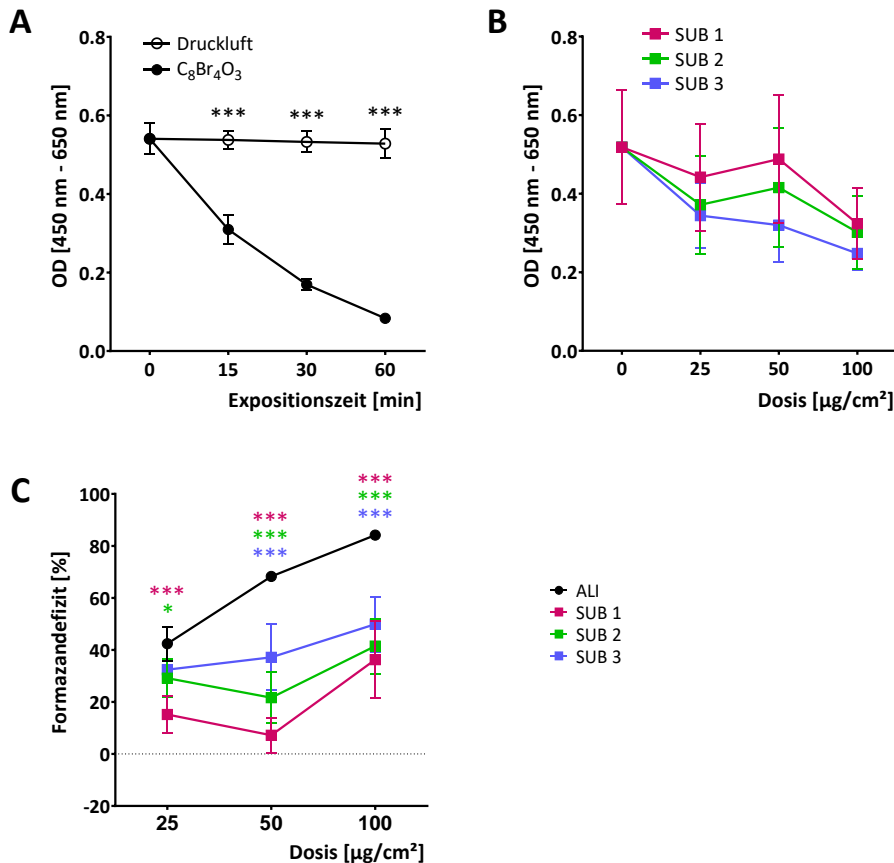 A
OD [450 nm - 650 nm]
0.8
0.6
0.4
0.2
0.0
Druckluft
C₈Br₄O₃
*** *** ***
0 15 30 60
Expositionszeit [min]
B
OD [450 nm - 650 nm]
0.8
0.6
0.4
0.2
0.0
SUB 1
SUB 2
SUB 3
0 25 50 100
Dosis [µg/cm²]
C
Formazandefizit [%]
100
80
60
40
20
0
-20
***
*
***
***
***
***
***
***
25 50 100
Dosis [µg/cm²]
ALI
SUB 1
SUB 2
SUB 3